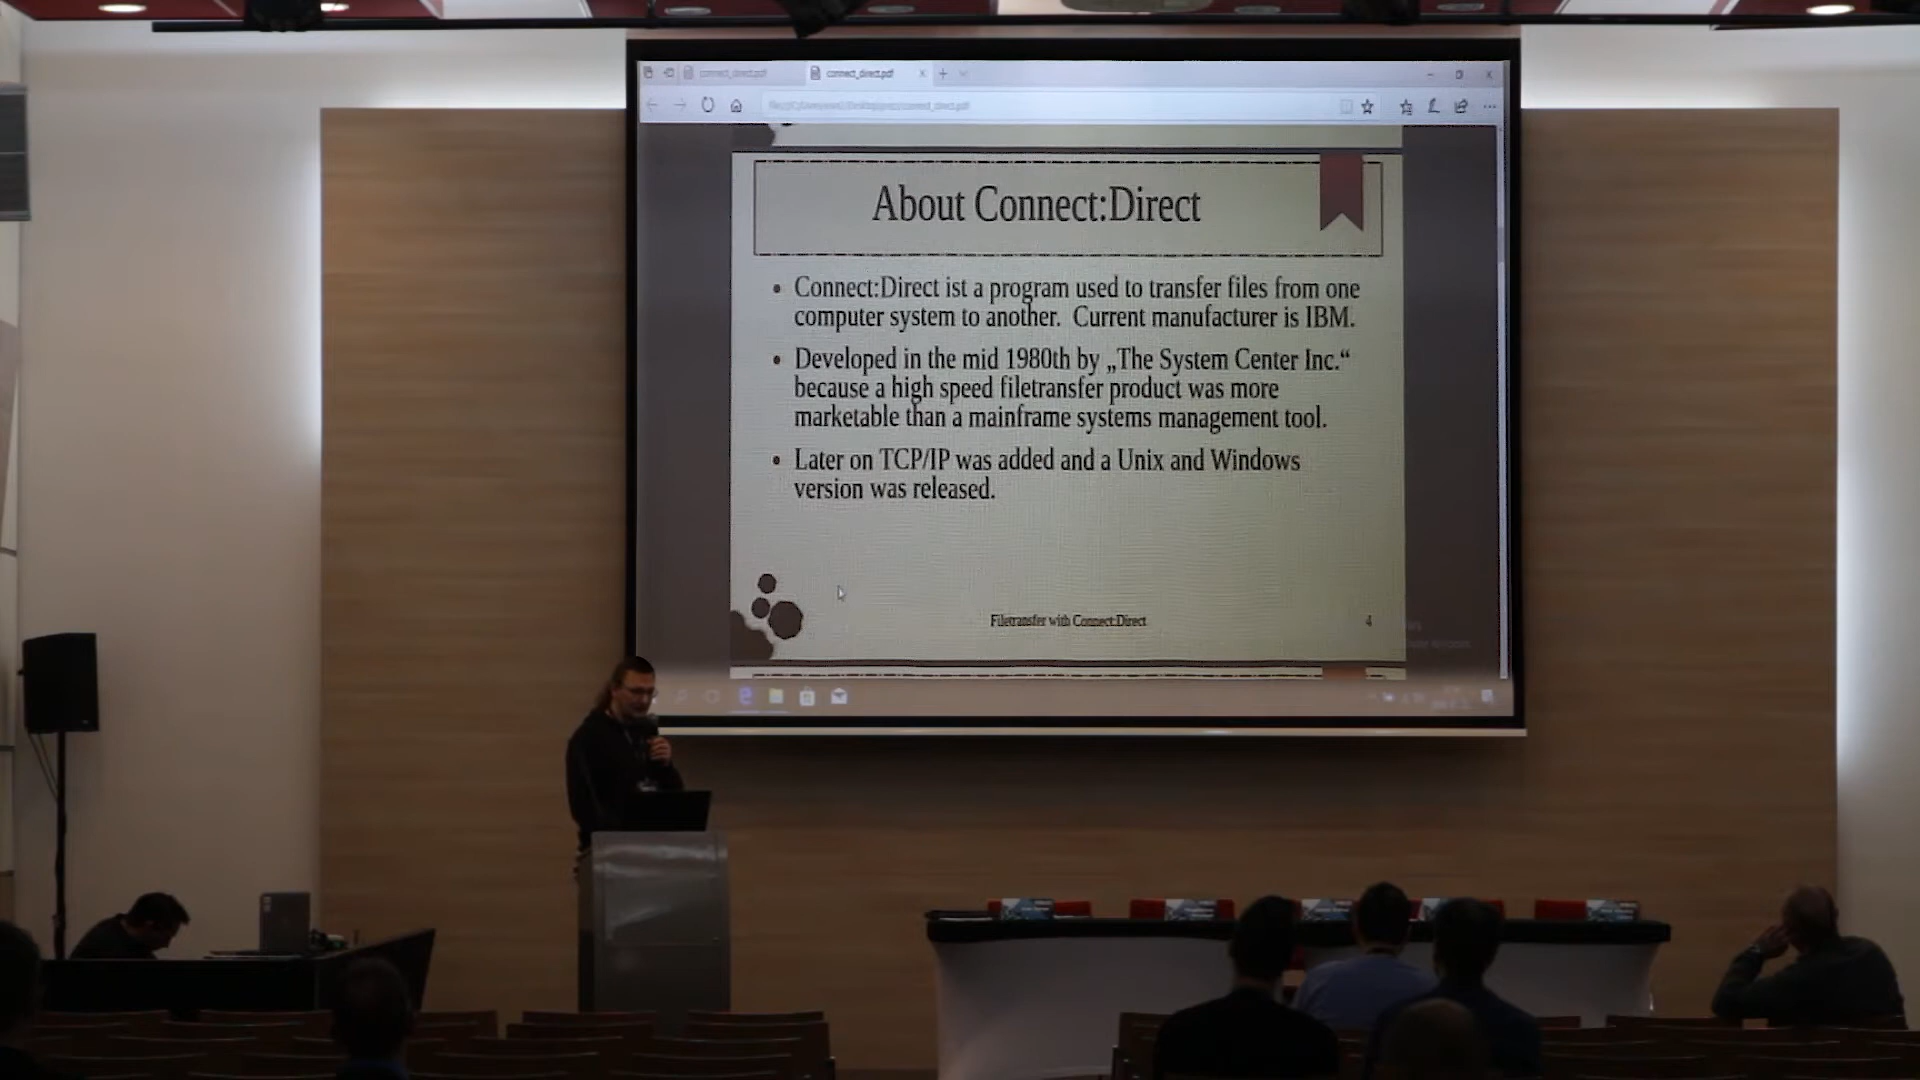 connect_direct.pdf
connect_direct.pdf
About Connect:Direct
Connect:Direct ist a program used to transfer files from one
computer system to another. Current manufacturer is IBM.
Developed in the mid 1980th by „The System Center Inc.“
because a high speed filetransfer product was more
marketable than a mainframe systems management tool.
Later on TCP/IP was added and a Unix and Windows
version was released.
Filetransfer with Connect:Direct
4